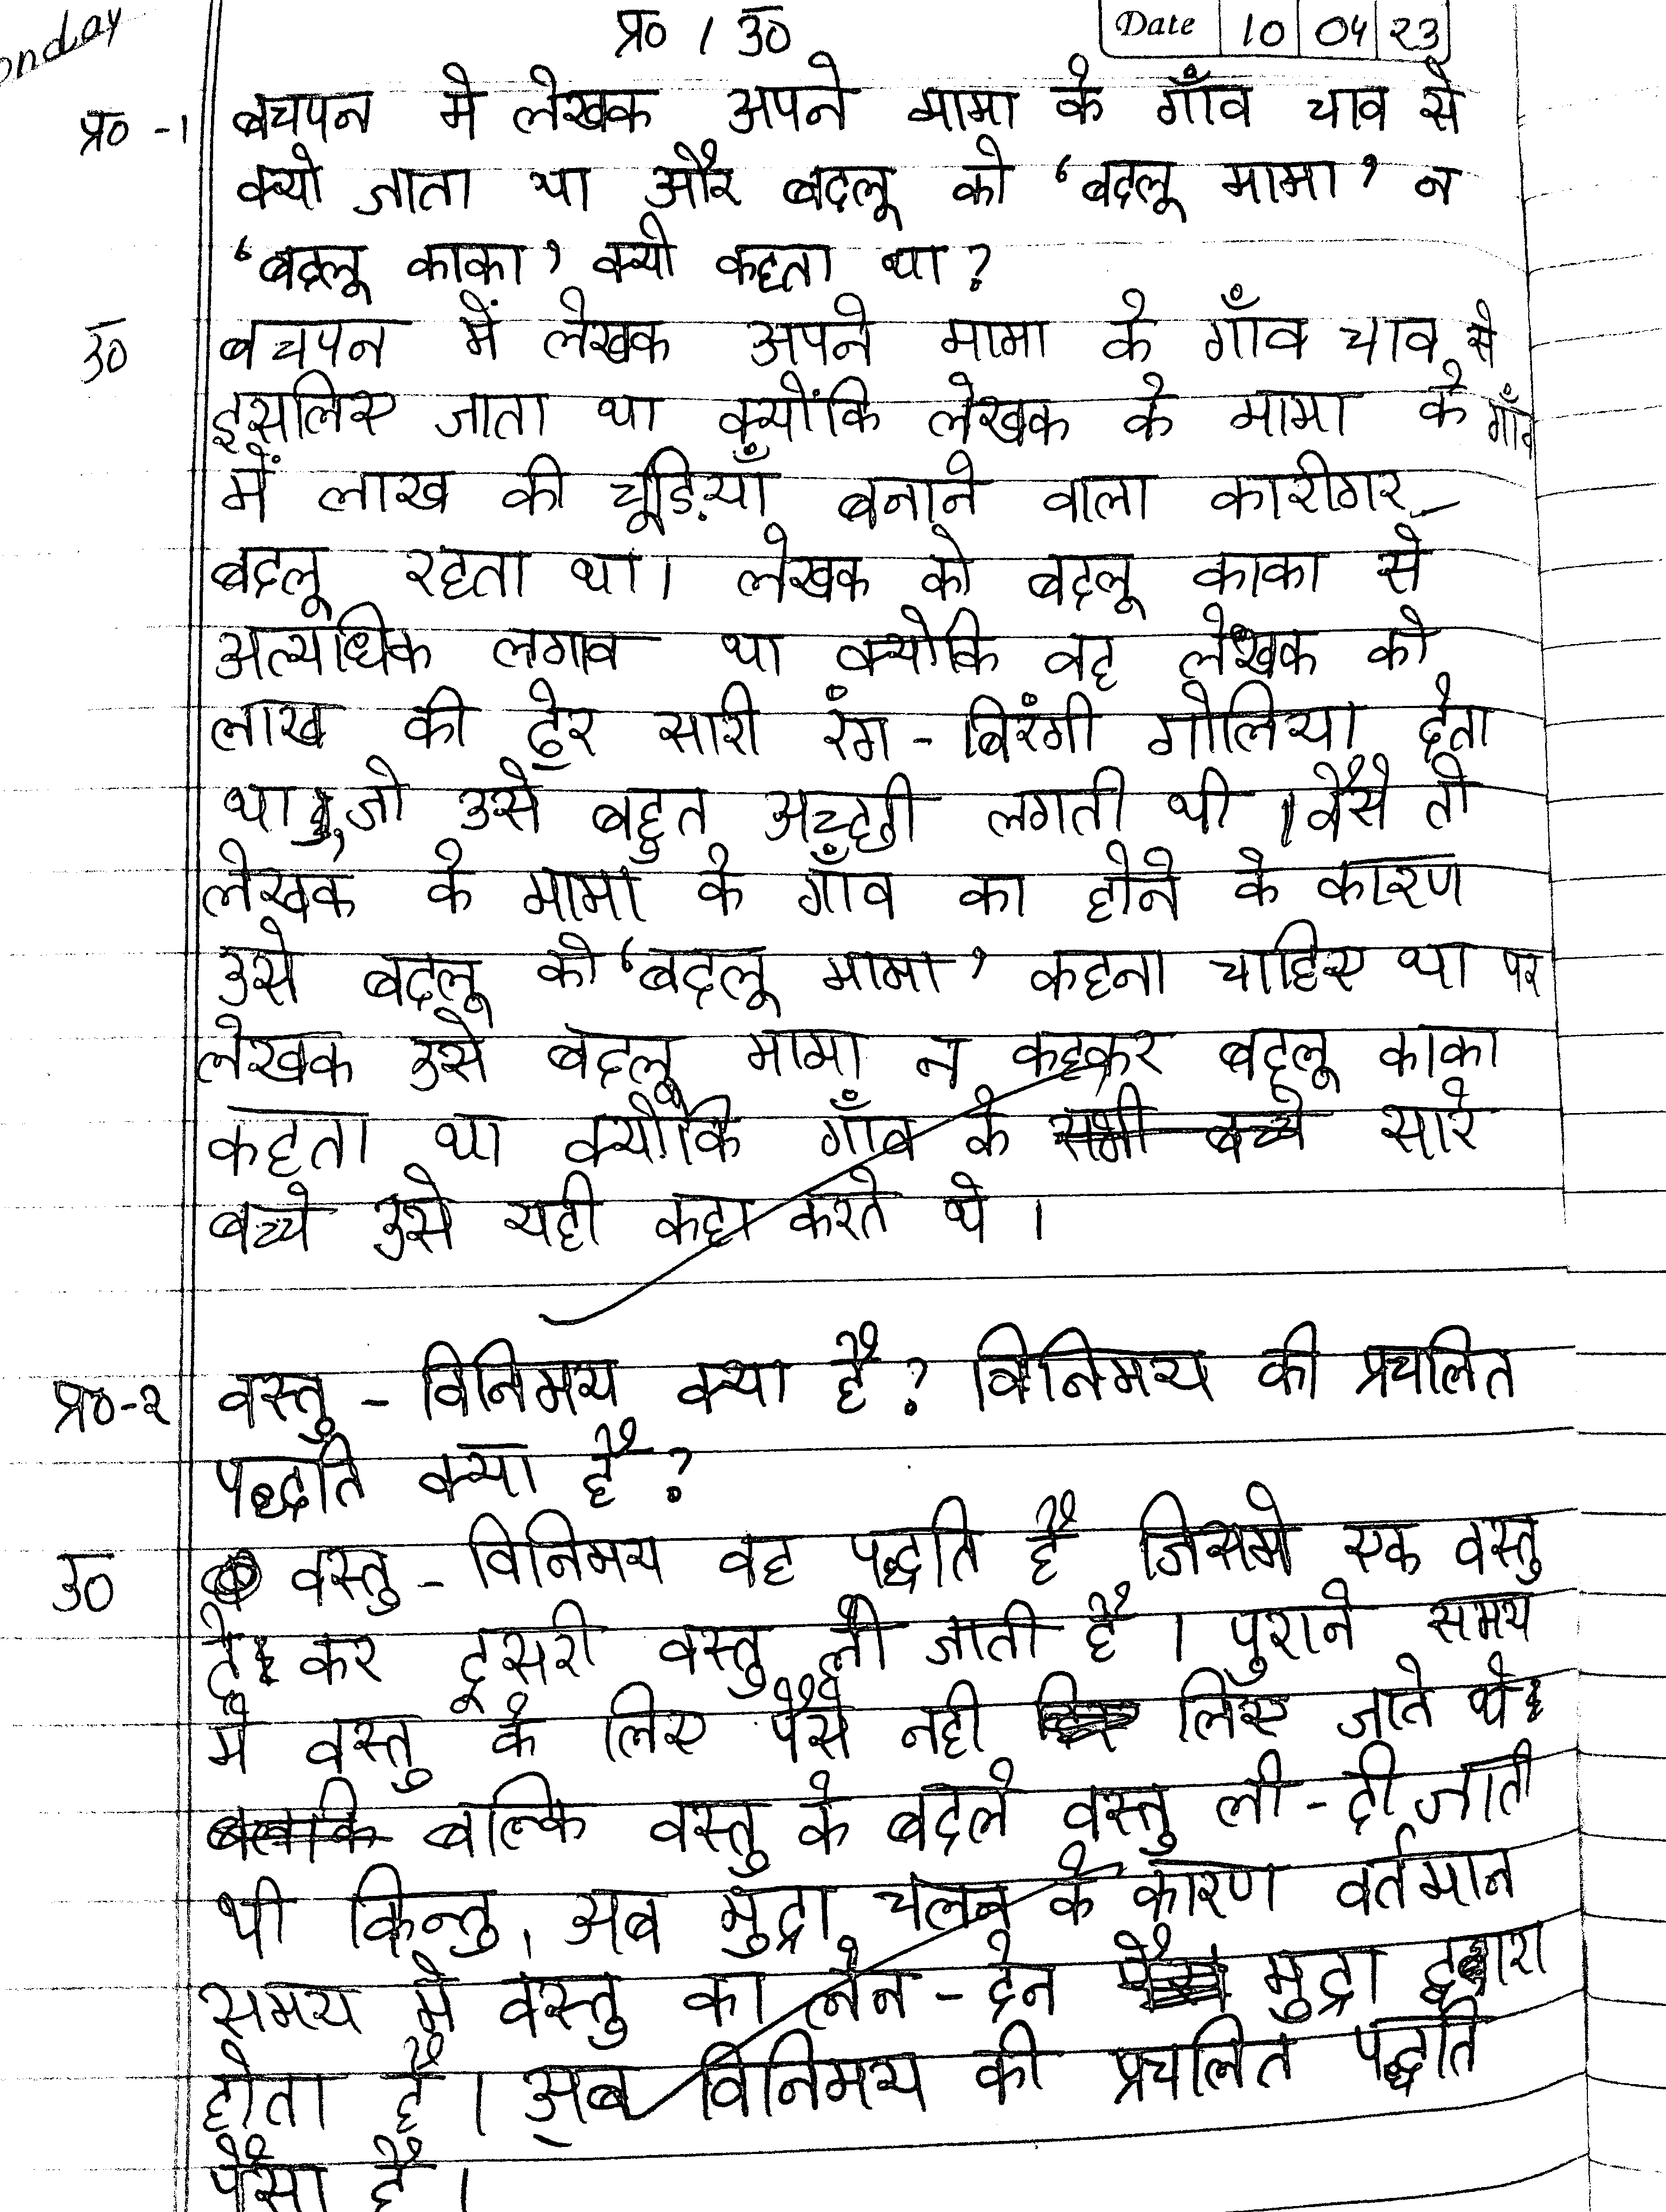 onday
प्र० / उ०
Date 10 04 23
प्र० -1 बचपन मे लेखक अपने मामा के गाँव चाव से
क्यो जाता था और बदलू को ‘बदलू मामा’ न
‘बदलू काका’ क्यो कहता था?
उ० बचपन में लेखक अपने मामा के गाँव चाव से
इसलिए जाता था क्योंकि लेखक के मामा के गाँव
में लाख की चूड़ियाँ बनाने वाला कारीगर
बदलू रहता था। लेखक को बदलू काका से
अत्यधिक लगाव था क्योकि वह लेखक को
लाख की ढ़ेर सारी रंग-बिरंगी गोलिया देता
था, जो उसे बहुत अच्छी लगती थी। वैसे तो
लेखक के मामा के गाँव का होने के कारण
उसे बदलू को ‘बदलू मामा’ कहना चाहिए था पर
लेखक उसे बदलू मामा न कहकर बदलू काका
कहता था क्योकि गाँव के सभी बच्चे सारे
बच्चे उसे यही कहा करते थे।
प्र०-२ वस्तु-विनिमय क्या है? विनिमय की प्रचलित
पद्धति क्या है?
उ० वस्तु-विनिमय वह पद्धति है जिसमे एक वस्तु
दे कर दूसरी वस्तु ली जाती है। पुराने समय
मे वस्तु के लिए पैसे नही लिए जाते थे
बल्कि वस्तु के बदले वस्तु ली-दी जाती
थी किन्तु, अब मुद्रा चलन के कारण वर्तमान
समय मे वस्तु का लेन-देन मुद्रा द्वारा
होता है। अब विनिमय की प्रचलित पद्धति
पैसा है।